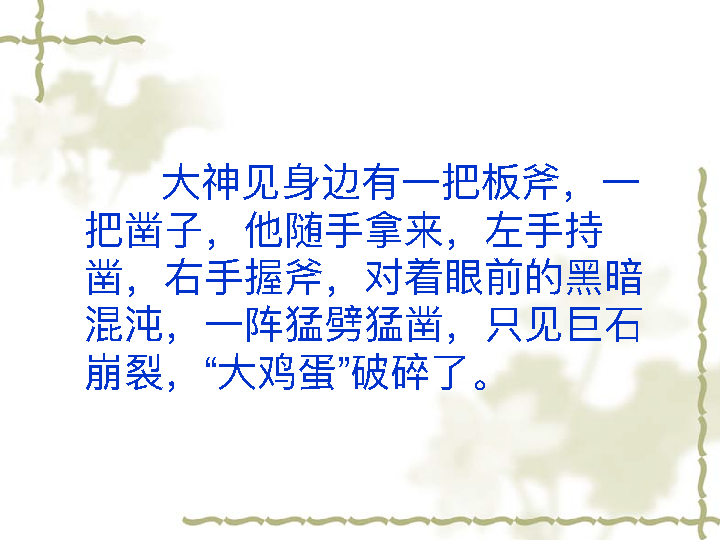 大神见身边有一把板斧，一
把凿子，他随手拿来，左手持
凿，右手握斧，对着眼前的黑暗
混沌，一阵猛劈猛凿，只见巨石
崩裂，“大鸡蛋”破碎了。